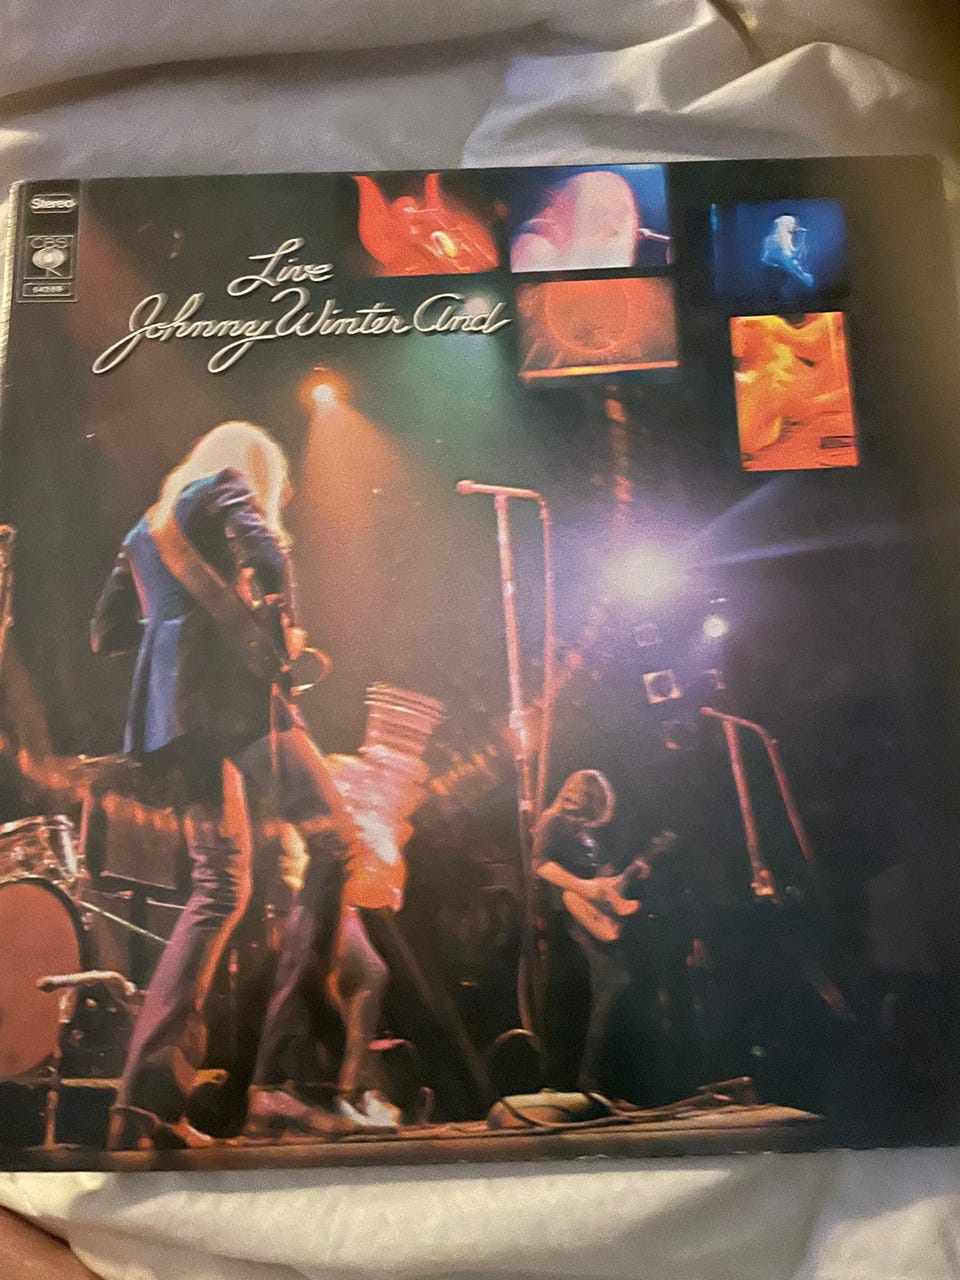 Stereo
CBS
64289
Live
Johnny Winter And